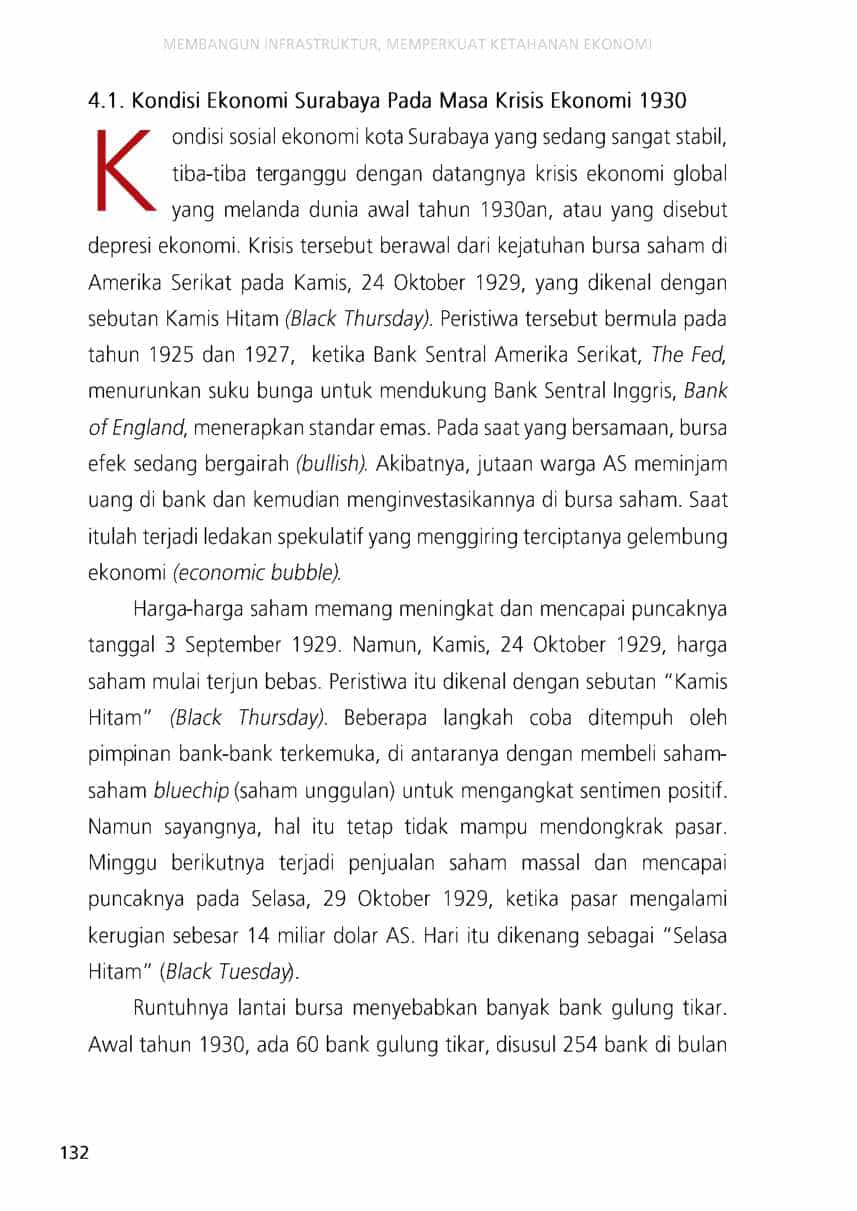 MEMBANGUN INFRASTRUKTUR, MEMPERKUAT KETAHANAN EKONOMI
4.1. Kondisi Ekonomi Surabaya Pada Masa Krisis Ekonomi 1930
Kondisi sosial ekonomi kota Surabaya yang sedang sangat stabil,
tiba-tiba terganggu dengan datangnya krisis ekonomi global
yang melanda dunia awal tahun 1930an, atau yang disebut
depresi ekonomi. Krisis tersebut berawal dari kejatuhan bursa saham di
Amerika Serikat pada Kamis, 24 Oktober 1929, yang dikenal dengan
sebutan Kamis Hitam (Black Thursday). Peristiwa tersebut bermula pada
tahun 1925 dan 1927, ketika Bank Sentral Amerika Serikat, The Fed,
menurunkan suku bunga untuk mendukung Bank Sentral Inggris, Bank
of England, menerapkan standar emas. Pada saat yang bersamaan, bursa
efek sedang bergairah (bullish). Akibatnya, jutaan warga AS meminjam
uang di bank dan kemudian menginvestasikannya di bursa saham. Saat
itulah terjadi ledakan spekulatif yang menggiring terciptanya gelembung
ekonomi (economic bubble).
Harga-harga saham memang meningkat dan mencapai puncaknya
tanggal 3 September 1929. Namun, Kamis, 24 Oktober 1929, harga
saham mulai terjun bebas. Peristiwa itu dikenal dengan sebutan “Kamis
Hitam” (Black Thursday). Beberapa langkah coba ditempuh oleh
pimpinan bank-bank terkemuka, di antaranya dengan membeli saham-
saham bluechip (saham unggulan) untuk mengangkat sentimen positif.
Namun sayangnya, hal itu tetap tidak mampu mendongkrak pasar.
Minggu berikutnya terjadi penjualan saham massal dan mencapai
puncaknya pada Selasa, 29 Oktober 1929, ketika pasar mengalami
kerugian sebesar 14 miliar dolar AS. Hari itu dikenang sebagai “Selasa
Hitam” (Black Tuesday).
Runtuhnya lantai bursa menyebabkan banyak bank gulung tikar.
Awal tahun 1930, ada 60 bank gulung tikar, disusul 254 bank di bulan
132